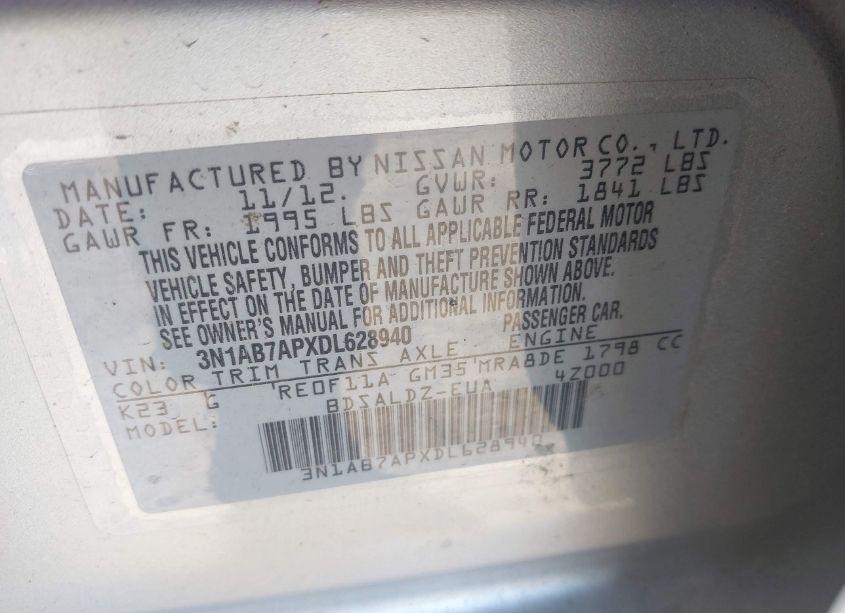 MANUFACTURED BY NISSAN MOTOR CO., LTD.
DATE: 11/12. GVWR: 3772 LBS
GAWR FR: 1995 LBS GAWR RR: 1841 LBS
THIS VEHICLE CONFORMS TO ALL APPLICABLE FEDERAL MOTOR
VEHICLE SAFETY, BUMPER AND THEFT PREVENTION STANDARDS
IN EFFECT ON THE DATE OF MANUFACTURE SHOWN ABOVE.
SEE OWNER'S MANUAL FOR ADDITIONAL INFORMATION.
VIN: 3N1AB7APXDL628940 PASSENGER CAR.
COLOR TRIM TRANS AXLE ENGINE
K23 G RE0F11A GM35 MRA8DE 1798 CC
MODEL: BDSALDZ-EUA 4Z000
3N1AB7APXDL628940